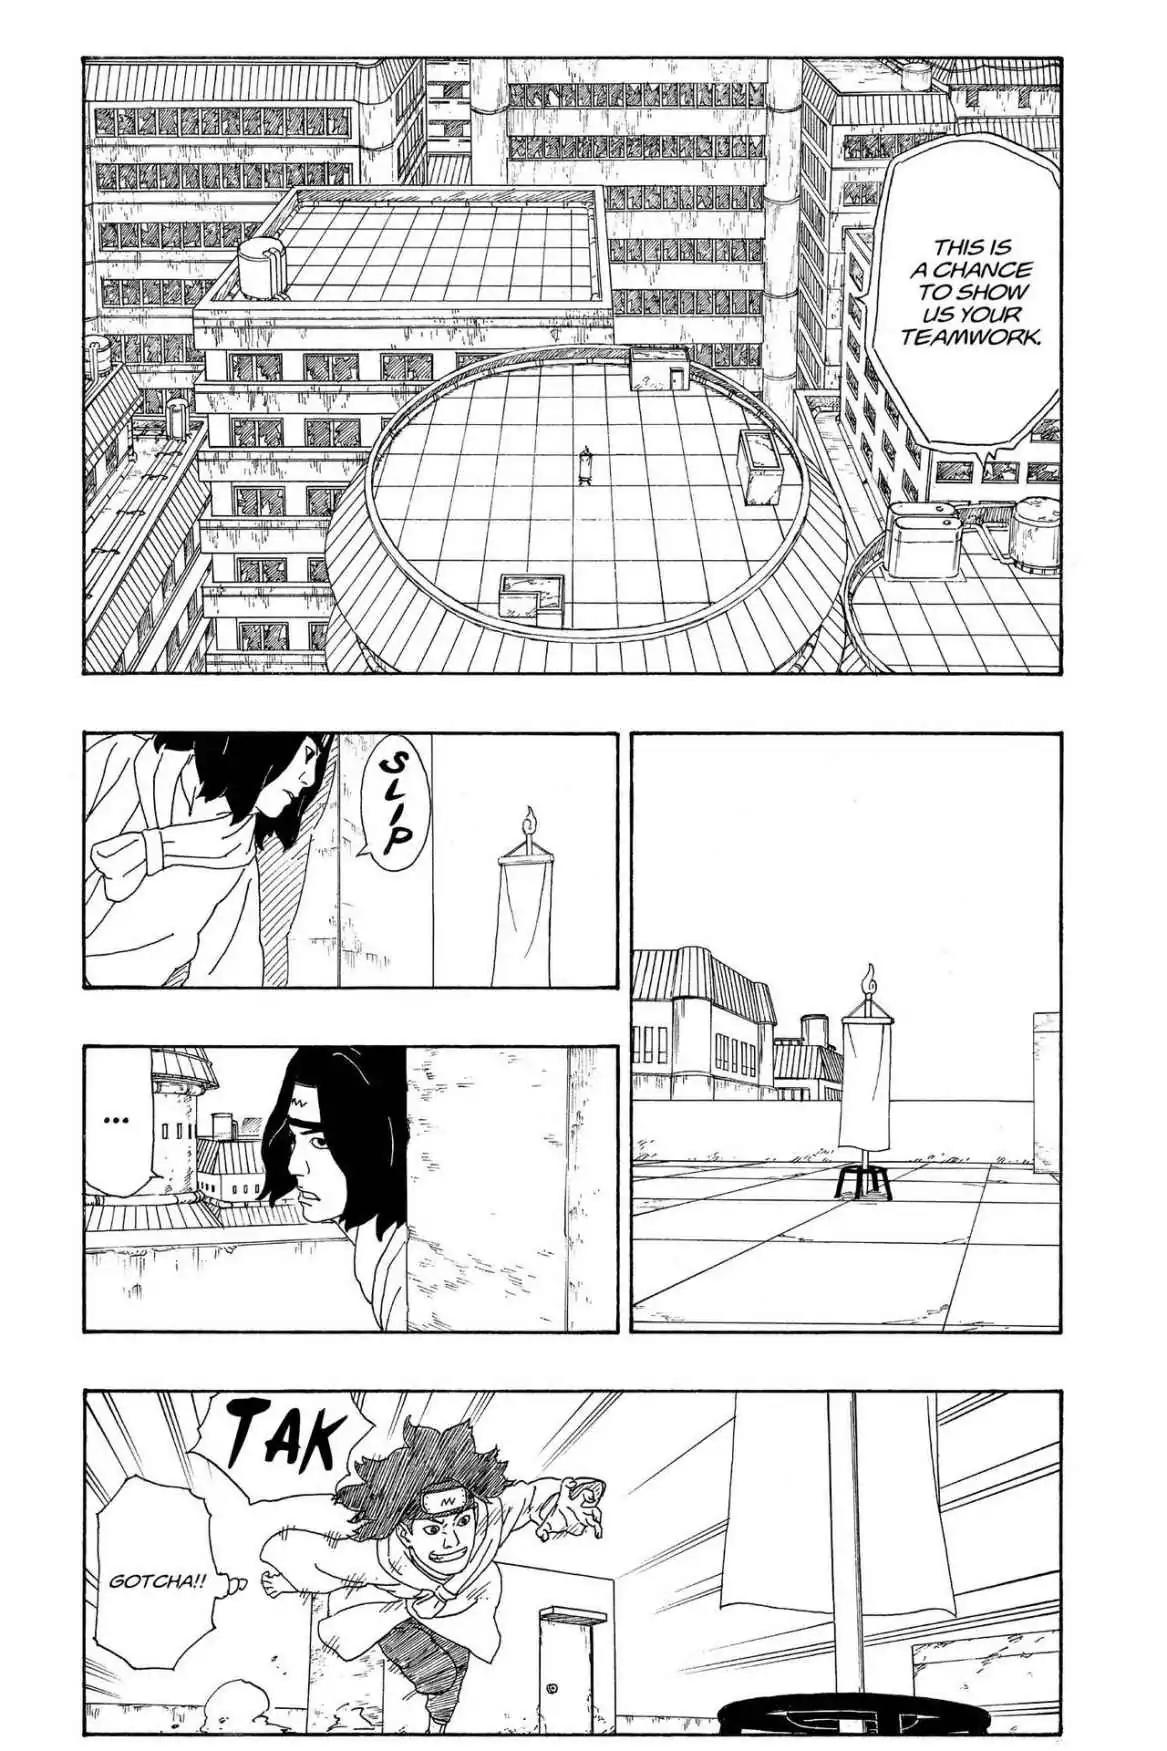 THIS IS
A CHANCE
TO SHOW
US YOUR
TEAMWORK.
SLIP
...
TAK
GOTCHA!!